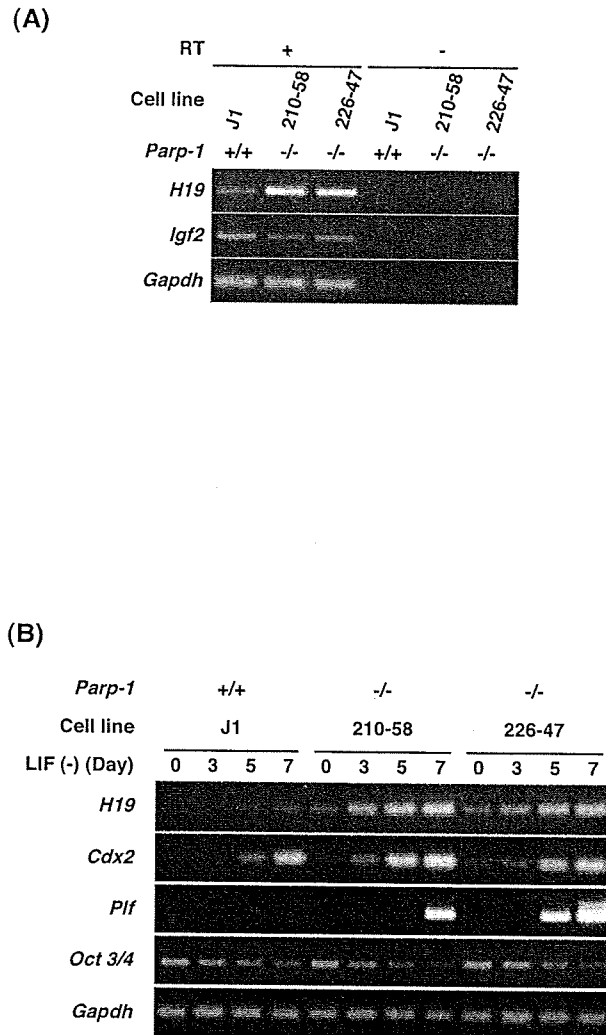 (A)
RT + -
Cell line J1 210-58 226-47 J1 210-58 226-47
Parp-1 +/+ -/- -/- +/+ -/- -/-
H19
Igf2
Gapdh
(B)
Parp-1 +/+ -/- -/-
Cell line J1 210-58 226-47
LIF (-) (Day) 0 3 5 7 0 3 5 7 0 3 5 7
H19
Cdx2
Plf
Oct 3/4
Gapdh